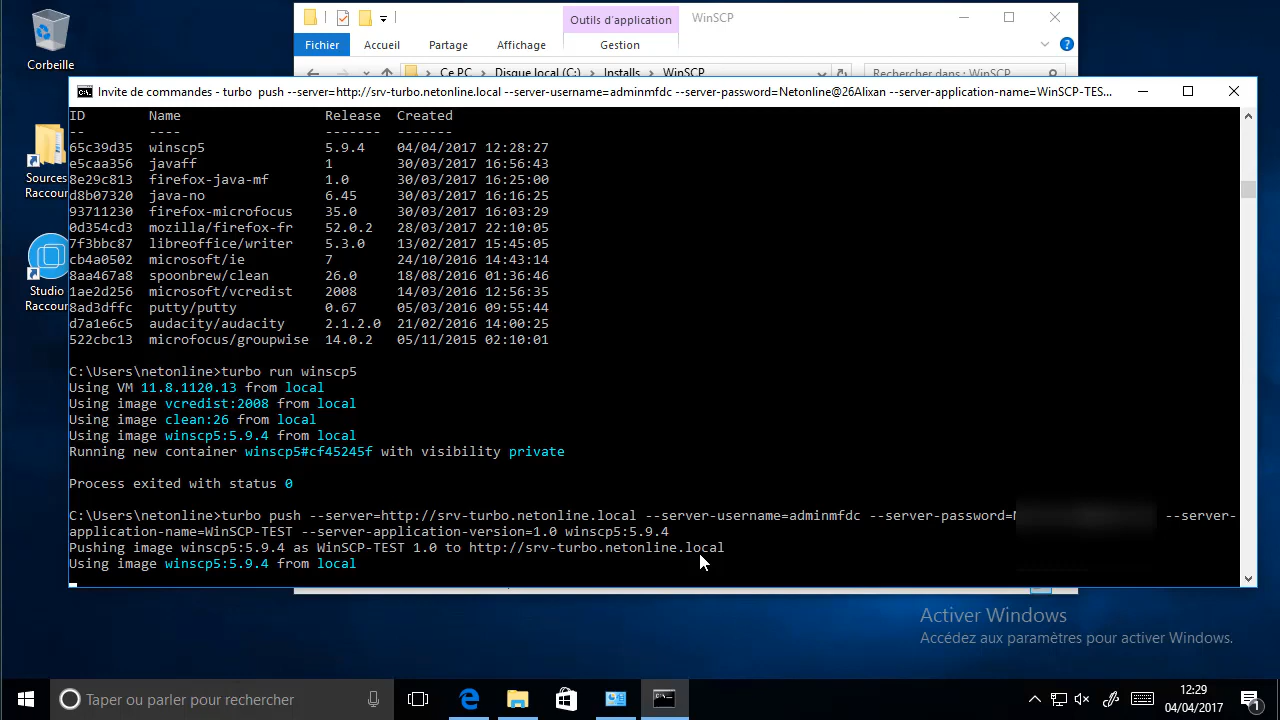 Corbeille
Sources
Raccour
Studio
Raccour
Outils d'application
WinSCP
Fichier
Accueil
Partage
Affichage
Gestion
Ce PC
Disque local (C:)
Installs
WinSCP
Rechercher dans : WinSCP
Invite de commandes - turbo push --server=http://srv-turbo.netonline.local --server-username=adminmfdc --server-password=Netonline@26Alixan --server-application-name=WinSCP-TES...
ID Name Release Created
-- ---- ------- -------
65c39d35 winscp5 5.9.4 04/04/2017 12:28:27
e5caa356 javaff 1 30/03/2017 16:56:43
8e29c813 firefox-java-mf 1.0 30/03/2017 16:25:00
d8b07320 java-no 6.45 30/03/2017 16:16:25
93711230 firefox-microfocus 35.0 30/03/2017 16:03:29
0d354cd3 mozilla/firefox-fr 52.0.2 28/03/2017 22:10:05
7f3bbc87 libreoffice/writer 5.3.0 13/02/2017 15:45:05
cb4a0502 microsoft/ie 7 24/10/2016 14:43:14
8aa467a8 spoonbrew/clean 26.0 18/08/2016 01:36:46
1ae2d256 microsoft/vcredist 2008 14/03/2016 12:56:35
8ad3dffc putty/putty 0.67 05/03/2016 09:55:44
d7a1e6c5 audacity/audacity 2.1.2.0 21/02/2016 14:00:25
522cbc13 microfocus/groupwise 14.0.2 05/11/2015 02:10:01
C:\Users\netonline>turbo run winscp5
Using VM 11.8.1120.13 from local
Using image vcredist:2008 from local
Using image clean:26 from local
Using image winscp5:5.9.4 from local
Running new container winscp5#cf45245f with visibility private
Process exited with status 0
C:\Users\netonline>turbo push --server=http://srv-turbo.netonline.local --server-username=adminmfdc --server-password= --server-
application-name=WinSCP-TEST --server-application-version=1.0 winscp5:5.9.4
Pushing image winscp5:5.9.4 as WinSCP-TEST 1.0 to http://srv-turbo.netonline.local
Using image winscp5:5.9.4 from local
Activer Windows
Accédez aux paramètres pour activer Windows.
Taper ou parler pour rechercher
12:29
04/04/2017
1